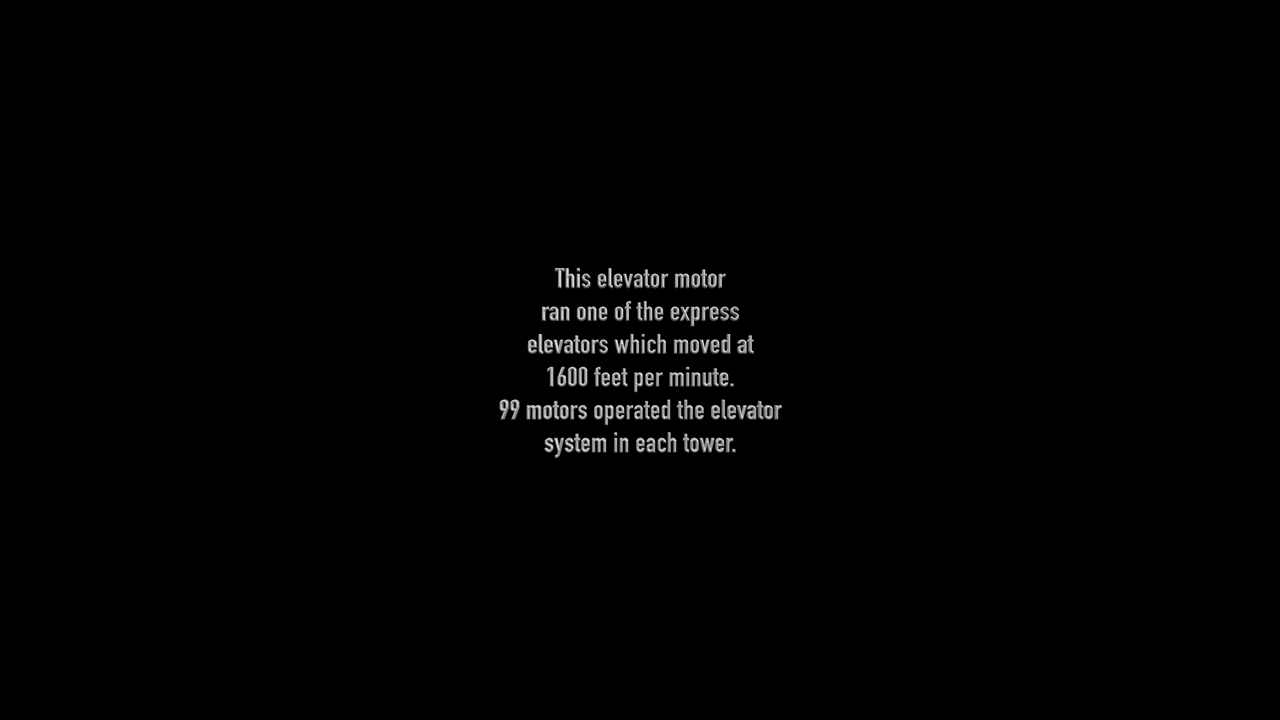 This elevator motor
ran one of the express
elevators which moved at
1600 feet per minute.
99 motors operated the elevator
system in each tower.